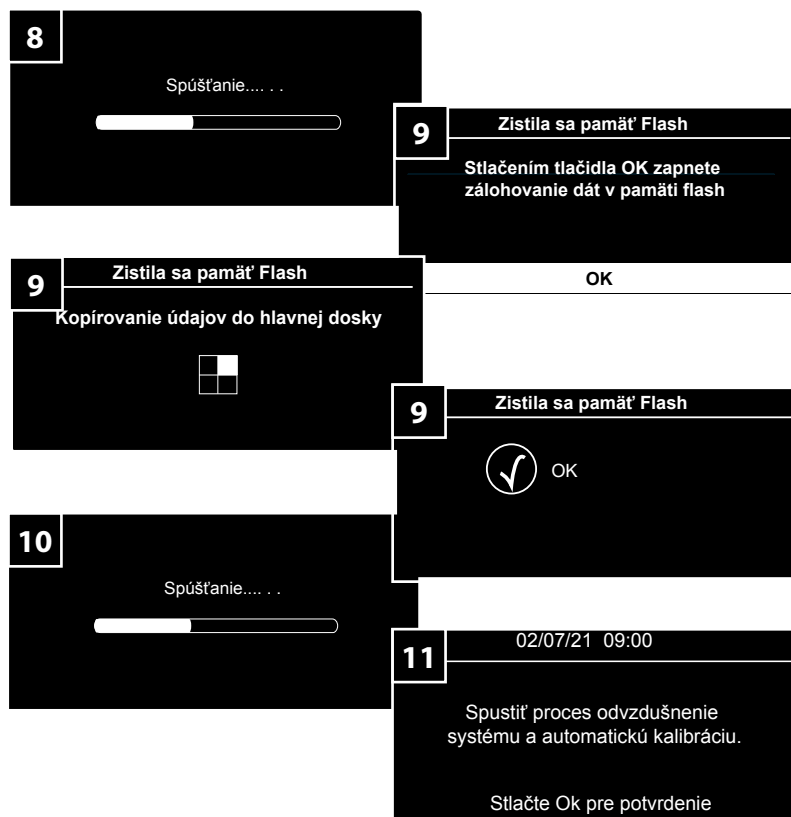 8
Spúšťanie.... . .
9
Zistila sa pamäť Flash
Stlačením tlačidla OK zapnete
zálohovanie dát v pamäti flash
OK
9
Zistila sa pamäť Flash
Kopírovanie údajov do hlavnej dosky
9
Zistila sa pamäť Flash
OK
10
Spúšťanie.... . .
11
02/07/21 09:00
Spustiť proces odvzdušnenie
systému a automatickú kalibráciu.
Stlačte Ok pre potvrdenie